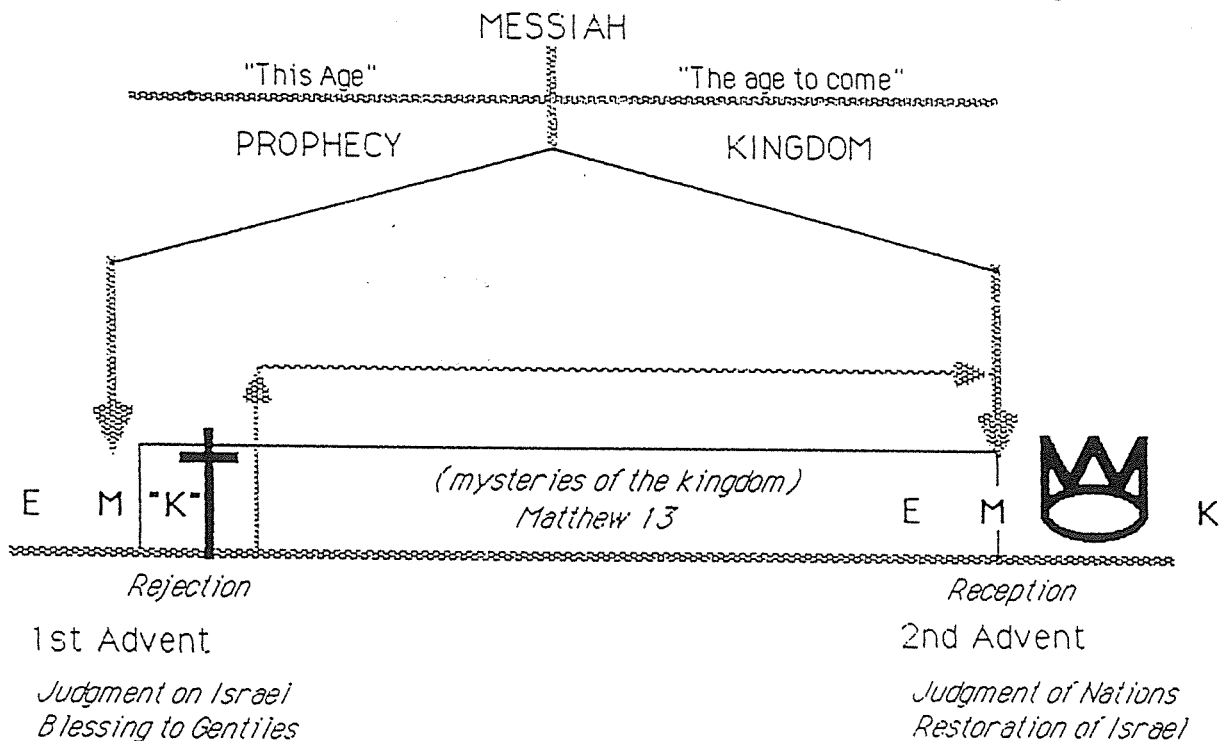 MESSIAH
"This Age" "The age to come"
PROPHECY KINGDOM
(mysteries of the kingdom)
E M "K" Matthew 13 E M K
Rejection Reception
1st Advent 2nd Advent
Judgment on Israel Judgment of Nations
Blessing to Gentiles Restoration of Israel